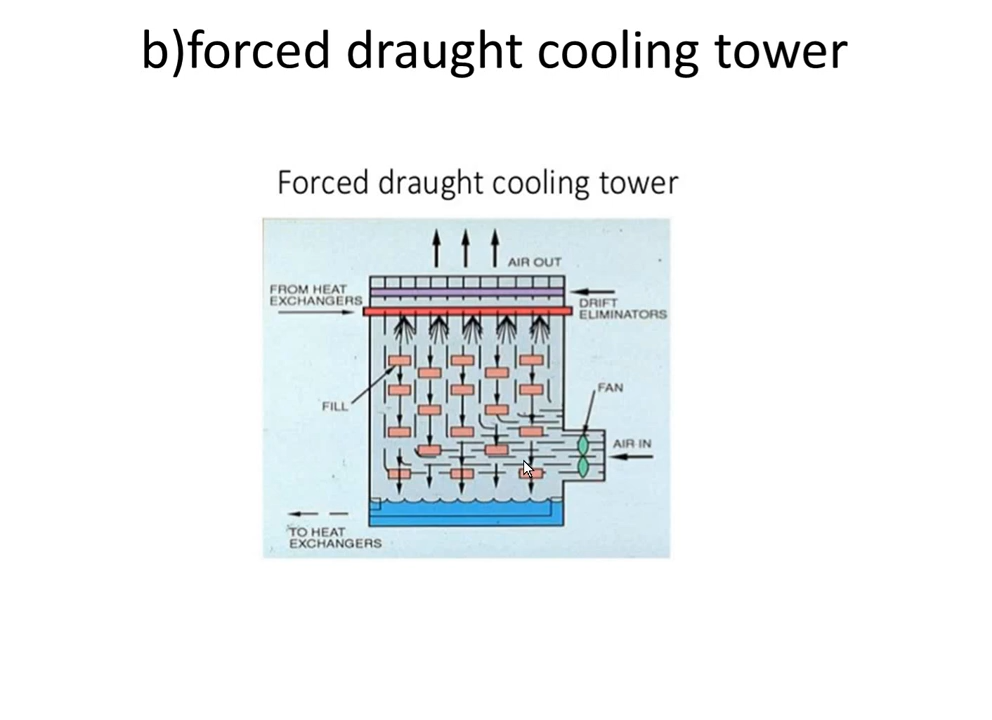 b)forced draught cooling tower
Forced draught cooling tower
AIR OUT
FROM HEAT
EXCHANGERS
DRIFT
ELIMINATORS
FAN
FILL
AIR IN
TO HEAT
EXCHANGERS